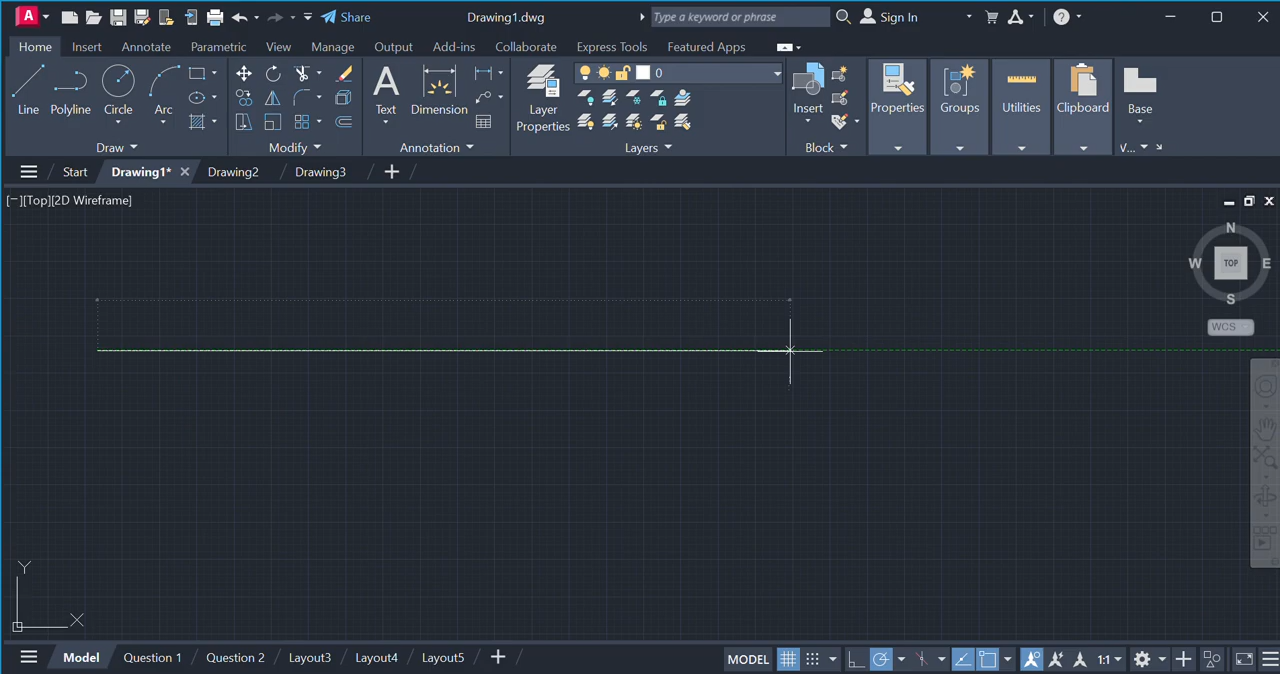 A Share Drawing1.dwg Type a keyword or phrase Sign In ?
Home Insert Annotate Parametric View Manage Output Add-ins Collaborate Express Tools Featured Apps
0
Line Polyline Circle Arc A Text Dimension Layer Properties Insert Properties Groups Utilities Clipboard Base
Draw Modify Annotation Layers Block V...
Start Drawing1* Drawing2 Drawing3
[−][Top][2D Wireframe]
N
W TOP E
S
WCS
Y
X
Model Question 1 Question 2 Layout3 Layout4 Layout5 MODEL 1:1